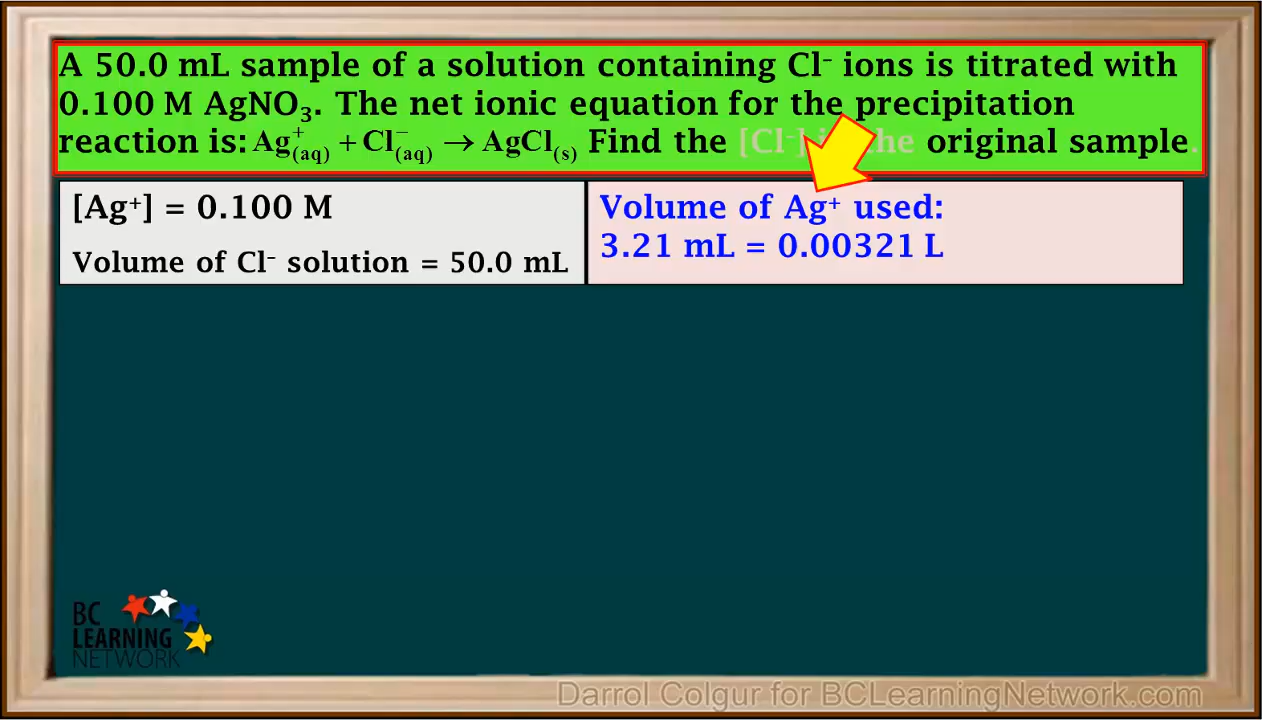 A 50.0 mL sample of a solution containing Cl⁻ ions is titrated with
0.100 M AgNO₃. The net ionic equation for the precipitation
reaction is: Ag⁺(aq) + Cl⁻(aq) → AgCl(s) Find the [Cl⁻] the original sample.
[Ag⁺] = 0.100 M
Volume of Cl⁻ solution = 50.0 mL
Volume of Ag⁺ used:
3.21 mL = 0.00321 L
BC
LEARNING
NETWORK
Darrol Colgur for BCLearningNetwork.com